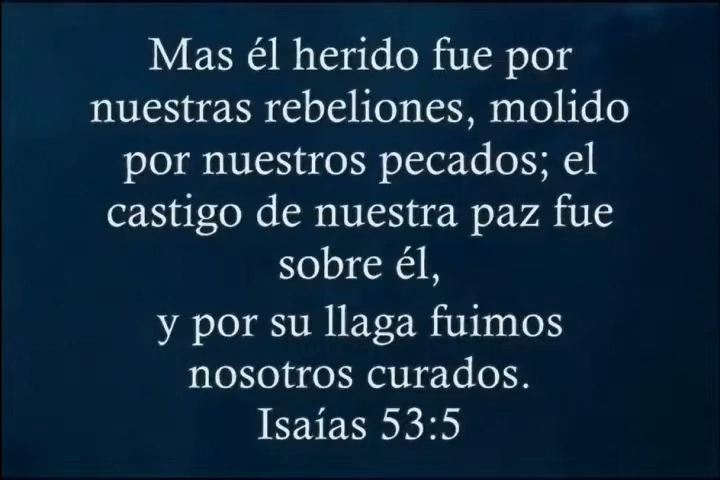 Mas él herido fue por
nuestras rebeliones, molido
por nuestros pecados; el
castigo de nuestra paz fue
sobre él,
y por su llaga fuimos
nosotros curados.
Isaías 53:5